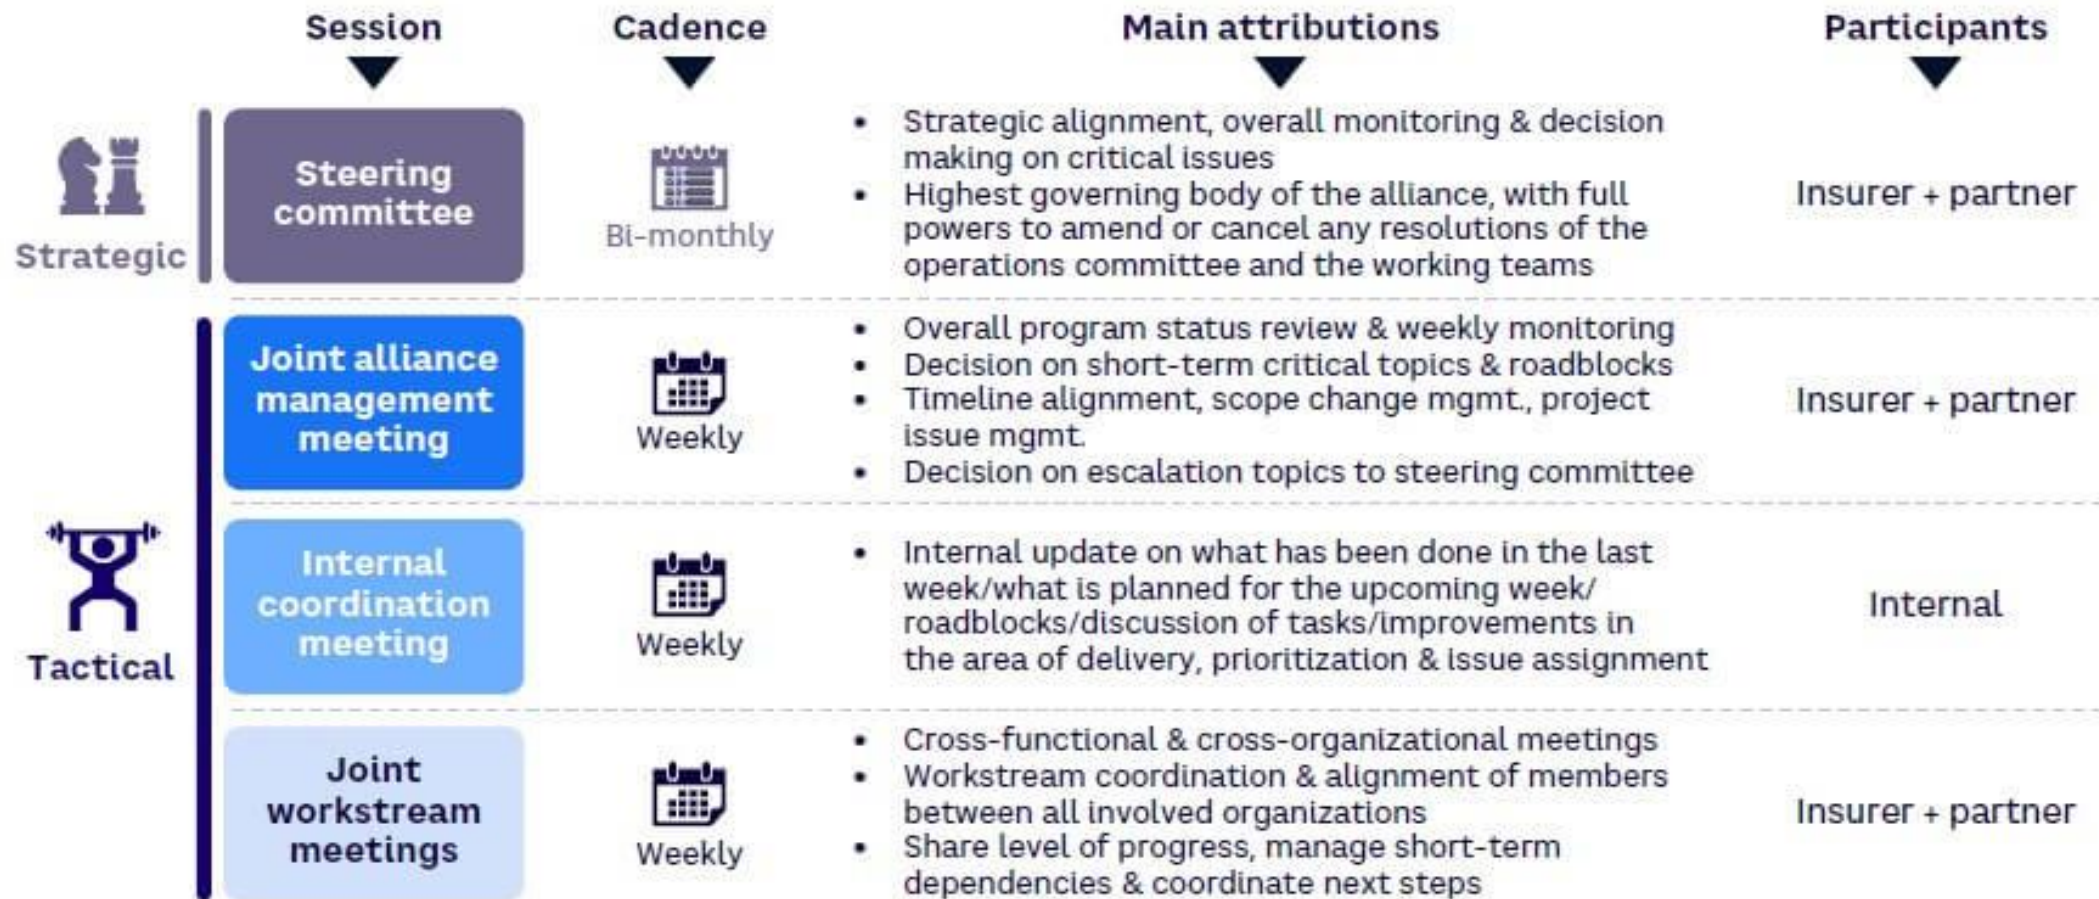 Session
Cadence
Main attributions
Participants
Strategic
Steering
committee
Bi-monthly
• Strategic alignment, overall monitoring & decision
making on critical issues
• Highest governing body of the alliance, with full
powers to amend or cancel any resolutions of the
operations committee and the working teams
Insurer + partner
Tactical
Joint alliance
management
meeting
Weekly
• Overall program status review & weekly monitoring
• Decision on short-term critical topics & roadblocks
• Timeline alignment, scope change mgmt., project
issue mgmt.
• Decision on escalation topics to steering committee
Insurer + partner
Internal
coordination
meeting
Weekly
• Internal update on what has been done in the last
week/what is planned for the upcoming week/
roadblocks/discussion of tasks/improvements in
the area of delivery, prioritization & issue assignment
Internal
Joint
workstream
meetings
Weekly
• Cross-functional & cross-organizational meetings
• Workstream coordination & alignment of members
between all involved organizations
• Share level of progress, manage short-term
dependencies & coordinate next steps
Insurer + partner